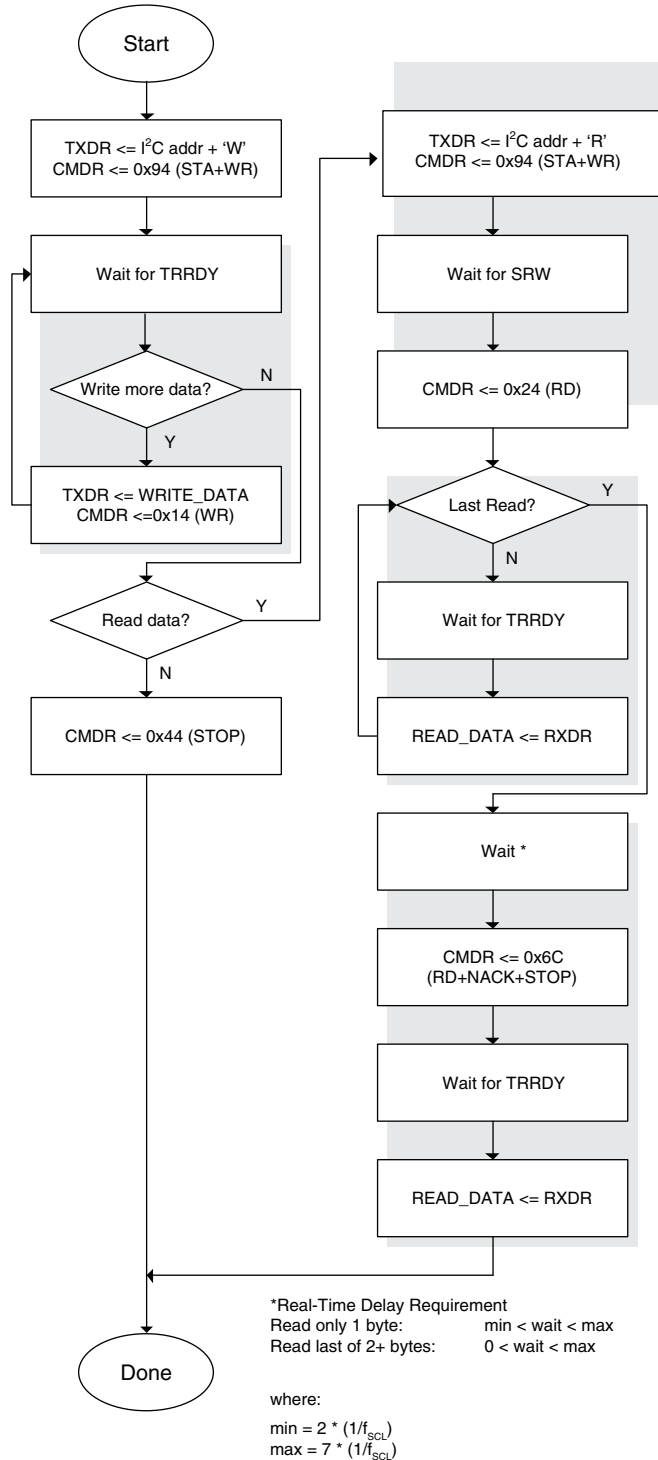 Start
TXDR <= I²C addr + ‘W’
CMDR <= 0x94 (STA+WR)
Wait for TRRDY
Write more data?
N
Y
TXDR <= WRITE_DATA
CMDR <=0x14 (WR)
Read data?
Y
N
CMDR <= 0x44 (STOP)
TXDR <= I²C addr + ‘R’
CMDR <= 0x94 (STA+WR)
Wait for SRW
CMDR <= 0x24 (RD)
Last Read?
Y
N
Wait for TRRDY
READ_DATA <= RXDR
Wait *
CMDR <= 0x6C
(RD+NACK+STOP)
Wait for TRRDY
READ_DATA <= RXDR
Done
*Real-Time Delay Requirement
Read only 1 byte: min < wait < max
Read last of 2+ bytes: 0 < wait < max
where:
min = 2 * (1/fSCL)
max = 7 * (1/fSCL)